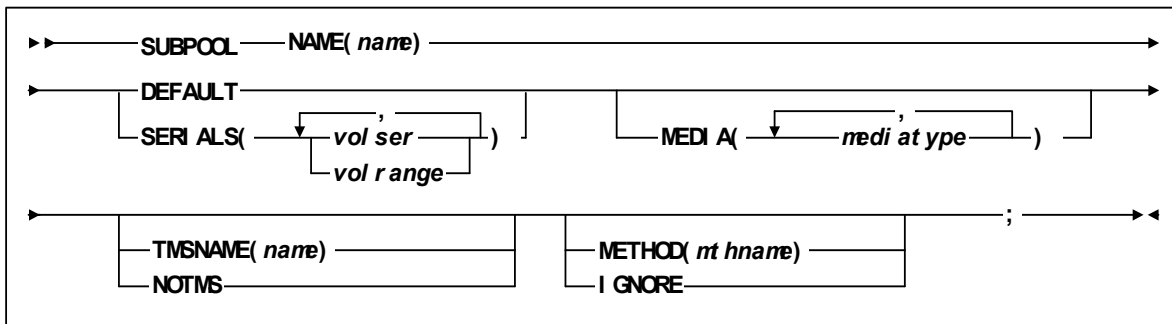 SUBPOOL NAME( name)
DEFAULT
SERIALS( , volser volrange ) MEDIA( , mediatype )
TMSNAME( name)
NOTMS
METHOD( mthname)
IGNORE
;